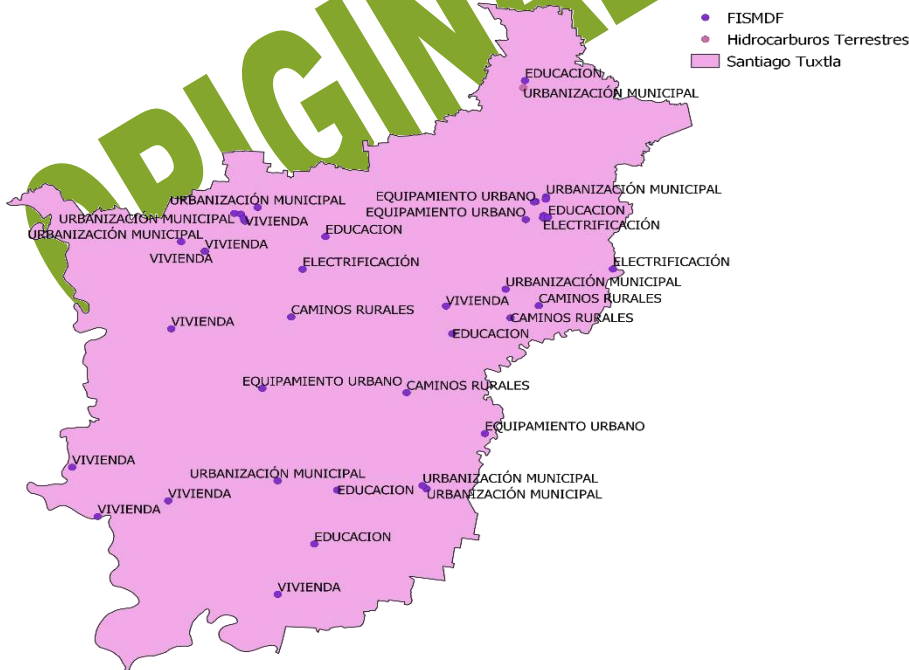 ORIGINAL
FISMDF
Hidrocarburos Terrestres
Santiago Tuxtla
EDUCACION
URBANIZACIÓN MUNICIPAL
URBANIZACIÓN MUNICIPAL
EQUIPAMIENTO URBANO
URBANIZACIÓN MUNICIPAL
EQUIPAMIENTO URBANO
EDUCACION
URBANIZACIÓN MUNICIPAL
VIVIENDA
ELECTRIFICACIÓN
URBANIZACIÓN MUNICIPAL
EDUCACION
VIVIENDA
VIVIENDA
ELECTRIFICACIÓN
ELECTRIFICACIÓN
URBANIZACIÓN MUNICIPAL
VIVIENDA
CAMINOS RURALES
CAMINOS RURALES
CAMINOS RURALES
VIVIENDA
EDUCACION
EQUIPAMIENTO URBANO
CAMINOS RURALES
EQUIPAMIENTO URBANO
VIVIENDA
URBANIZACIÓN MUNICIPAL
URBANIZACIÓN MUNICIPAL
VIVIENDA
EDUCACION
URBANIZACIÓN MUNICIPAL
VIVIENDA
EDUCACION
VIVIENDA